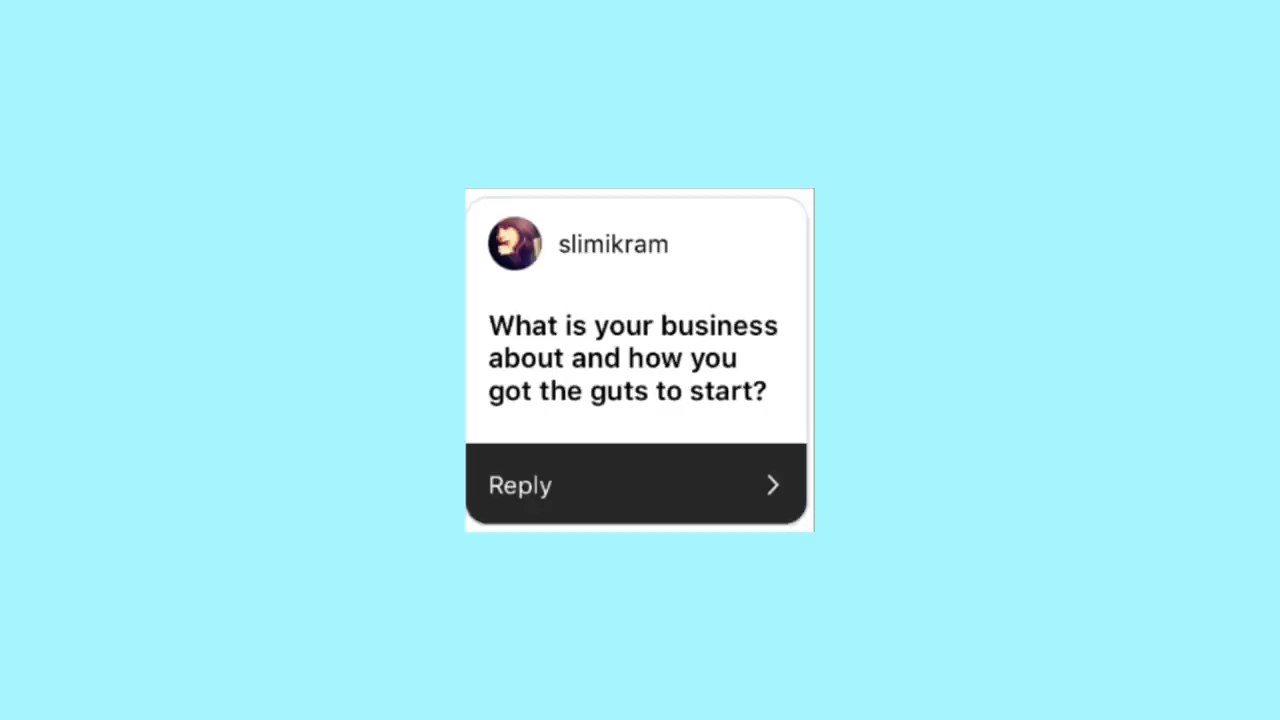 slimikram
What is your business
about and how you
got the guts to start?
Reply